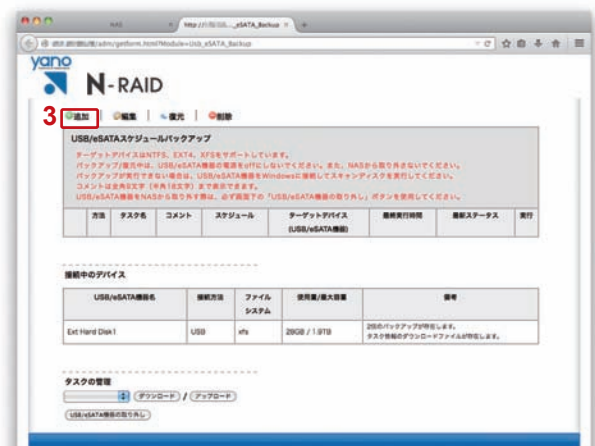 NAS
http://
_eSATA_Backup
/adm/getform.html?Module=Usb_eSATA_Backup
yano
N-RAID
3
追加 | 編集 | 復元 | 削除
USB/eSATAスケジュールバックアップ
ターゲットデバイスはNTFS、EXT4、XFSをサポートしています。
バックアップ/復元中は、USB/eSATA機器の電源をoffにしないでください。また、NASから取り外さないでください。
バックアップが実行できない場合は、USB/eSATA機器をWindowsに接続してスキャンディスクを実行してください。
コメントは全角8文字（半角16文字）まで表示できます。
USB/eSATA機器をNASから取り外す際は、必ず画面下の「USB/eSATA機器の取り外し」ボタンを使用してください。
方法 タスク名 コメント スケジュール ターゲットデバイス 最終実行時間 最新ステータス 実行
(USB/eSATA機器)
接続中のデバイス
USB/eSATA機器名 接続方法 ファイル 使用量/最大容量 備考
システム
Ext Hard Disk1 USB xfs 28GB / 1.9TB
2回のバックアップが存在します。
タスク情報のダウンロードファイルが存在します。
タスクの管理
ダウンロード / アップロード
USB/eSATA機器の取り外し